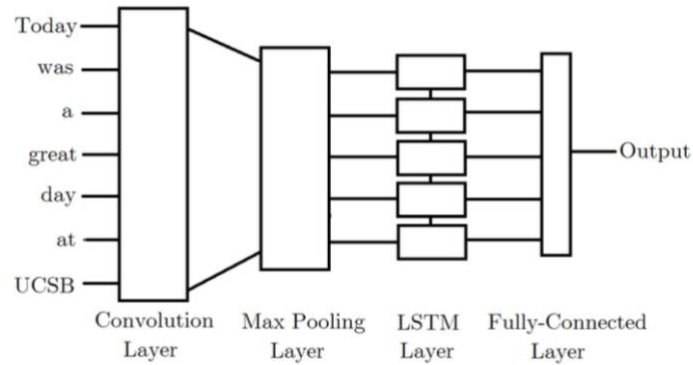 Today
was
a
great
day
at
UCSB
Output
Convolution
Layer
Max Pooling
Layer
LSTM
Layer
Fully-Connected
Layer